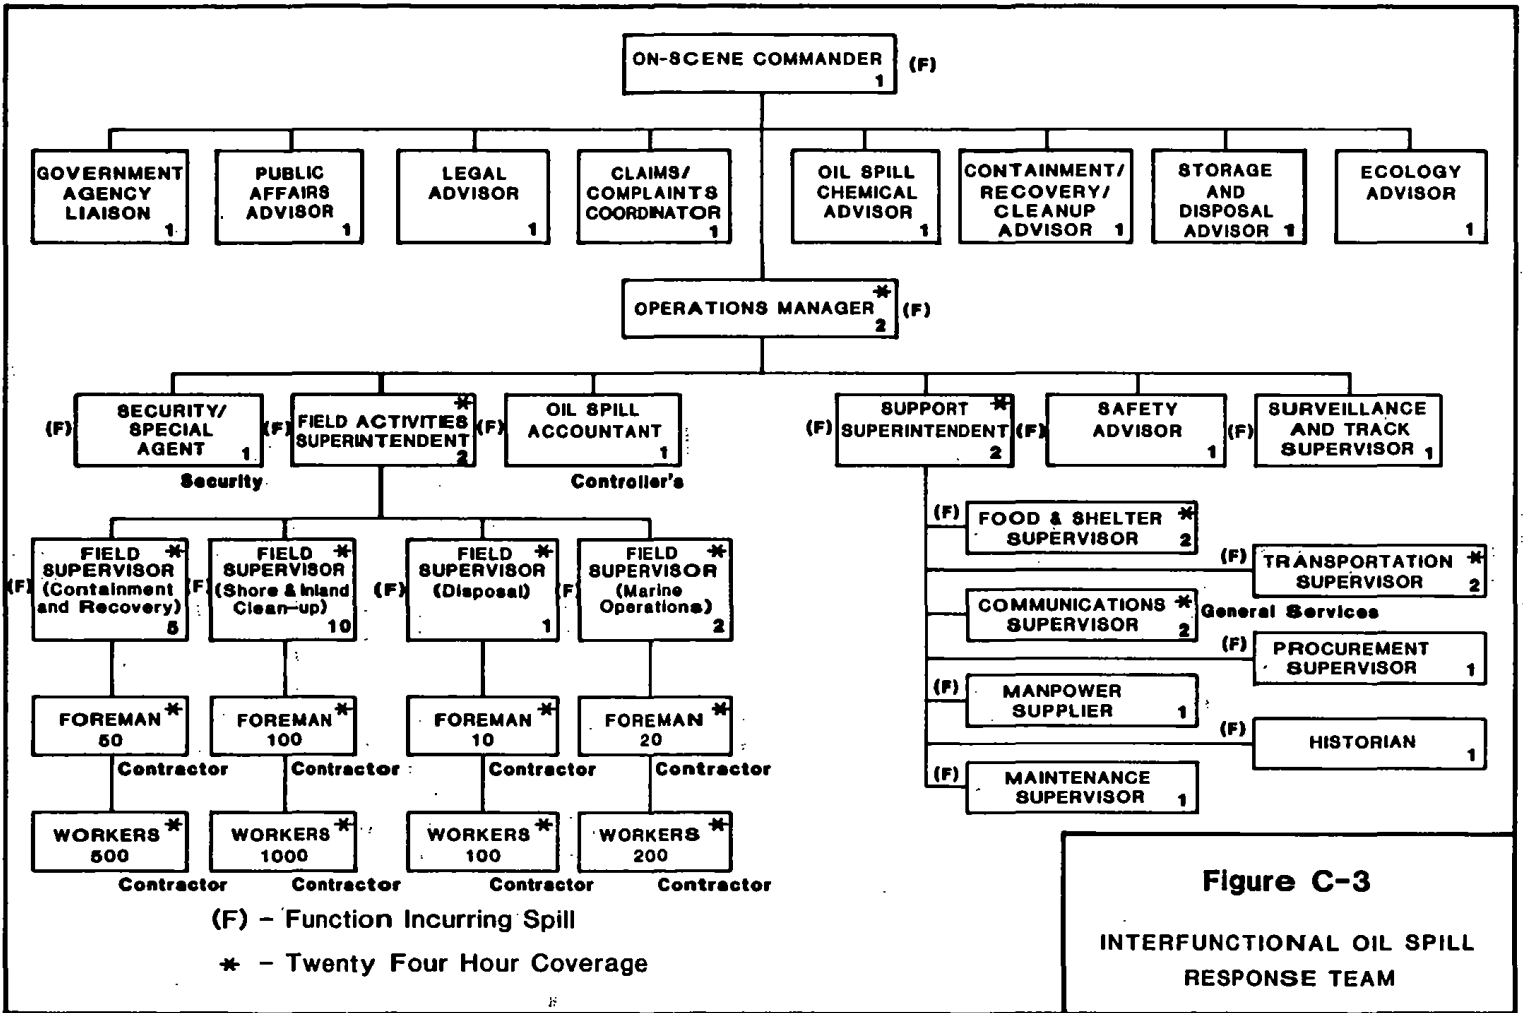 ON-SCENE COMMANDER
1
(F)
GOVERNMENT
AGENCY
LIAISON
1
PUBLIC
AFFAIRS
ADVISOR
1
LEGAL
ADVISOR
1
CLAIMS/
COMPLAINTS
COORDINATOR
1
OIL SPILL
CHEMICAL
ADVISOR
1
CONTAINMENT/
RECOVERY/
CLEANUP
ADVISOR 1
STORAGE
AND
DISPOSAL
ADVISOR 1
ECOLOGY
ADVISOR
1
*
OPERATIONS MANAGER
2
(F)
(F)
SECURITY/
SPECIAL
AGENT 1
Security
(F)
*
FIELD ACTIVITIES
SUPERINTENDENT
2
(F)
OIL SPILL
ACCOUNTANT
1
Controller's
(F)
SUPPORT *
SUPERINTENDENT
2
(F)
SAFETY
ADVISOR
1
(F)
SURVEILLANCE
AND TRACK
SUPERVISOR 1
(F)
FIELD *
SUPERVISOR
(Containment
and Recovery)
5
(F)
FIELD *
SUPERVISOR
(Shore & Inland
Clean-up)
10
(F)
FIELD *
SUPERVISOR
(Disposal)
1
(F)
FIELD *
SUPERVISOR
(Marine
Operations)
2
FOREMAN *
50
Contractor
FOREMAN *
100
Contractor
FOREMAN *
10
Contractor
FOREMAN *
20
Contractor
WORKERS *
500
Contractor
WORKERS *
1000
Contractor
WORKERS *
100
Contractor
WORKERS *
200
Contractor
(F)
FOOD & SHELTER *
SUPERVISOR
2
(F)
TRANSPORTATION *
SUPERVISOR
2
COMMUNICATIONS *
SUPERVISOR
2
General Services
(F)
PROCUREMENT
SUPERVISOR
1
(F)
MANPOWER
SUPPLIER
1
(F)
HISTORIAN
1
(F)
MAINTENANCE
SUPERVISOR 1
(F) - Function Incurring Spill
* - Twenty Four Hour Coverage
Figure C-3
INTERFUNCTIONAL OIL SPILL
RESPONSE TEAM